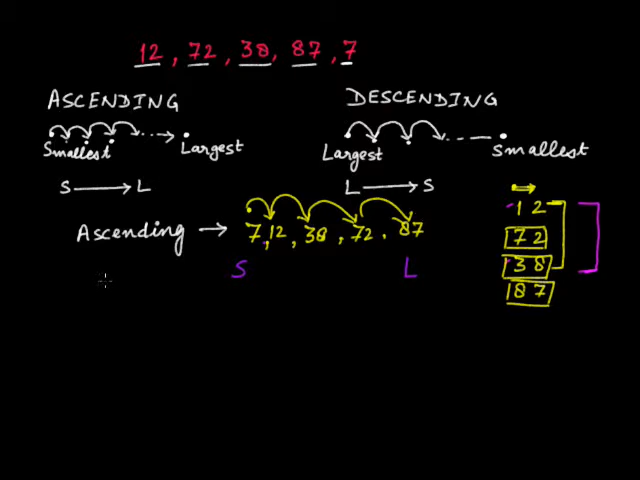 12, 72, 38, 87, 7
ASCENDING
Smallest Largest
S L
DESCENDING
Largest Smallest
L S
Ascending → 7, 12, 38, 72, 87
S L
12
72
38
87